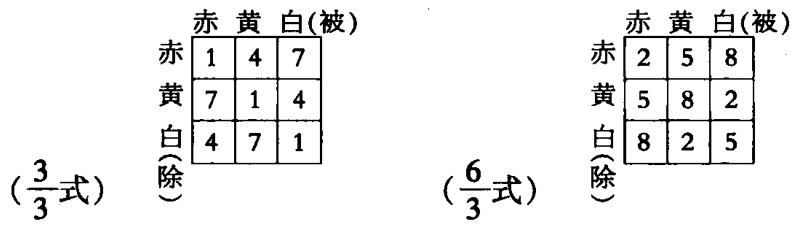 赤 黄 白(被)
赤 1 4 7
黄 7 1 4
白(除) 4 7 1
(3/3式)
赤 黄 白(被)
赤 2 5 8
黄 5 8 2
白(除) 8 2 5
(6/3式)